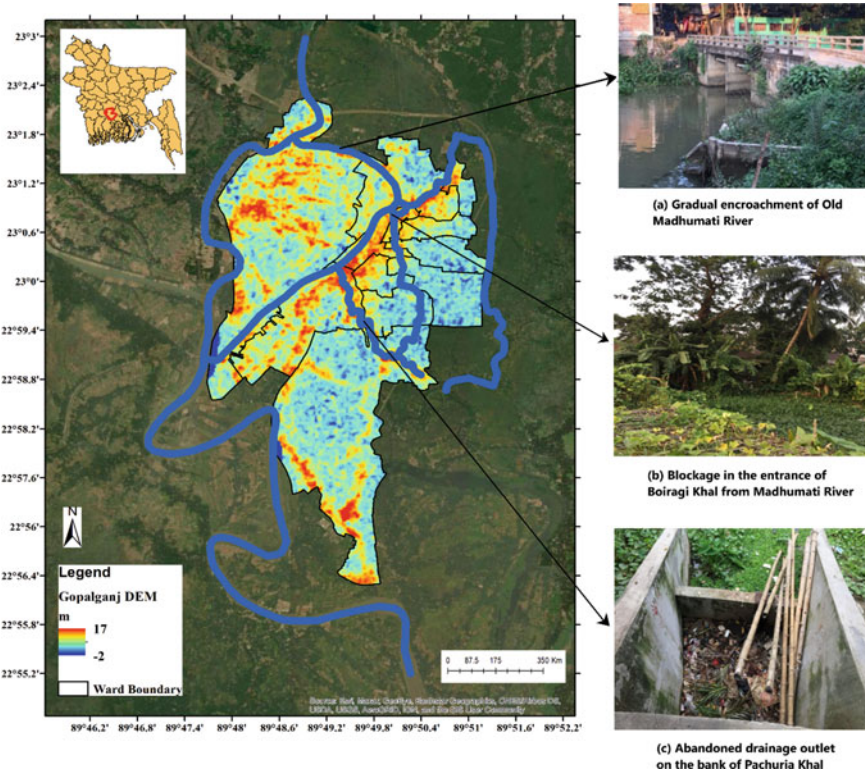 23°3'
23°2.4'
23°1.8'
23°1.2'
23°0.6'
23°0'
22°59.4'
22°58.8'
22°58.2'
22°57.6'
22°56'
22°56.4'
22°55.8'
22°55.2'
N
Legend
Gopalganj DEM
m
17
-2
Ward Boundary
0 87.5 175 350 Km
89°46.2' 89°46.8' 89°47.4' 89°48' 89°48.6' 89°49.2' 89°49.8' 89°50.4' 89°51' 89°51.6' 89°52.2'
(a) Gradual encroachment of Old
Madhumati River
(b) Blockage in the entrance of
Boiragi Khal from Madhumati River
(c) Abandoned drainage outlet
on the bank of Pachuria Khal